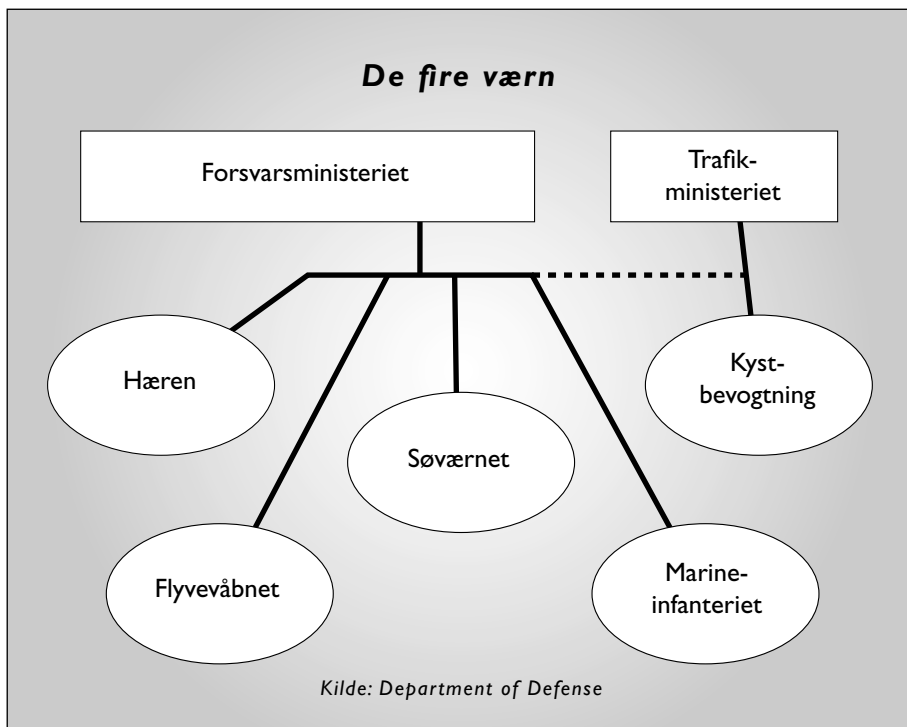 De fire værn
Forsvarsministeriet
Trafik-
ministeriet
Hæren
Kyst-
bevogtning
Søværnet
Flyvevåbnet
Marine-
infanteriet
Kilde: Department of Defense